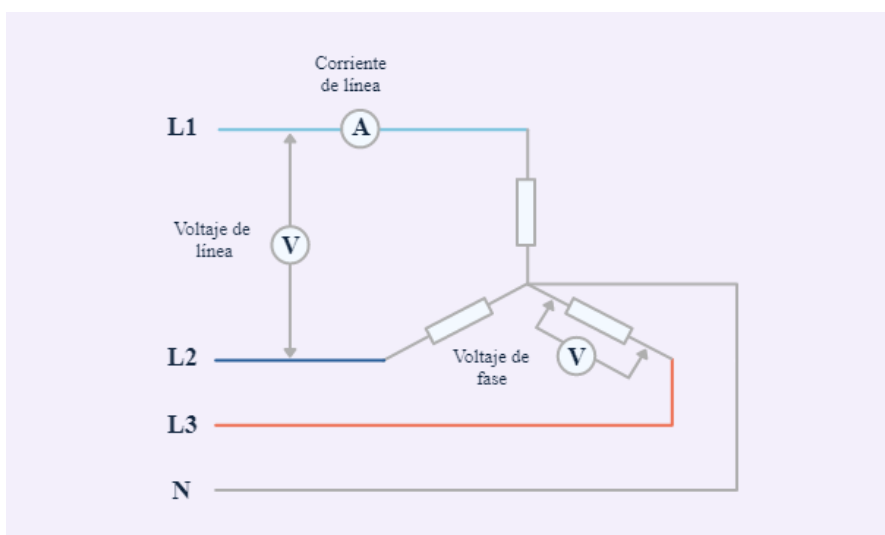 Corriente
de línea
L1
A
Voltaje de
línea
V
L2
Voltaje de
fase
V
L3
N